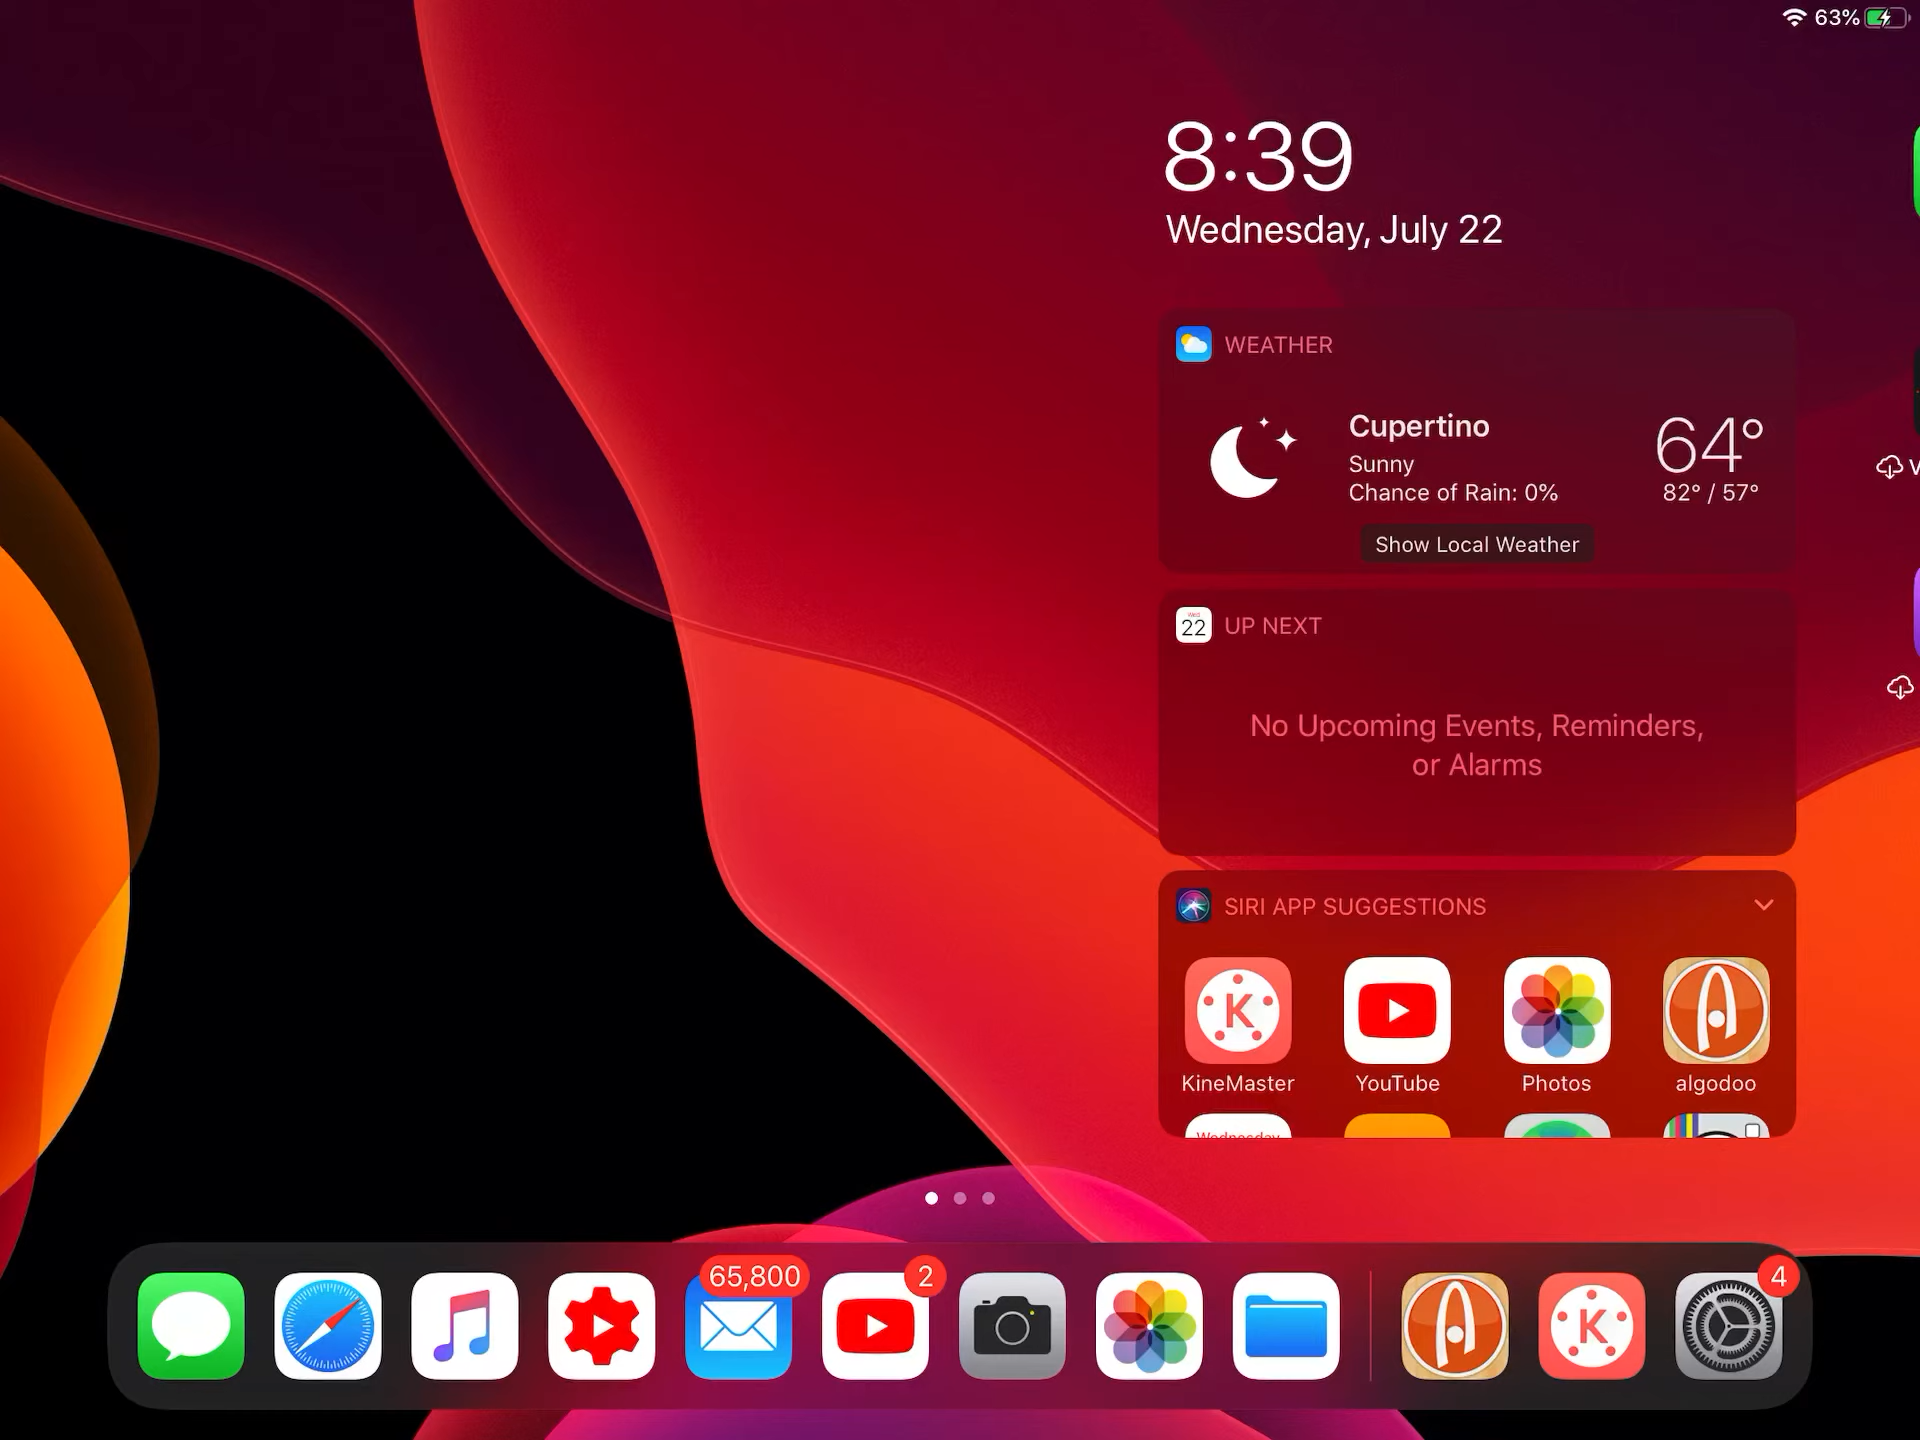 63%
8:39
Wednesday, July 22
WEATHER
Cupertino
Sunny
Chance of Rain: 0%
64°
82° / 57°
Show Local Weather
Wed
22
UP NEXT
No Upcoming Events, Reminders,
or Alarms
SIRI APP SUGGESTIONS
K
KineMaster
YouTube
Photos
algodoo
Wednesday
65,800
2
K
4